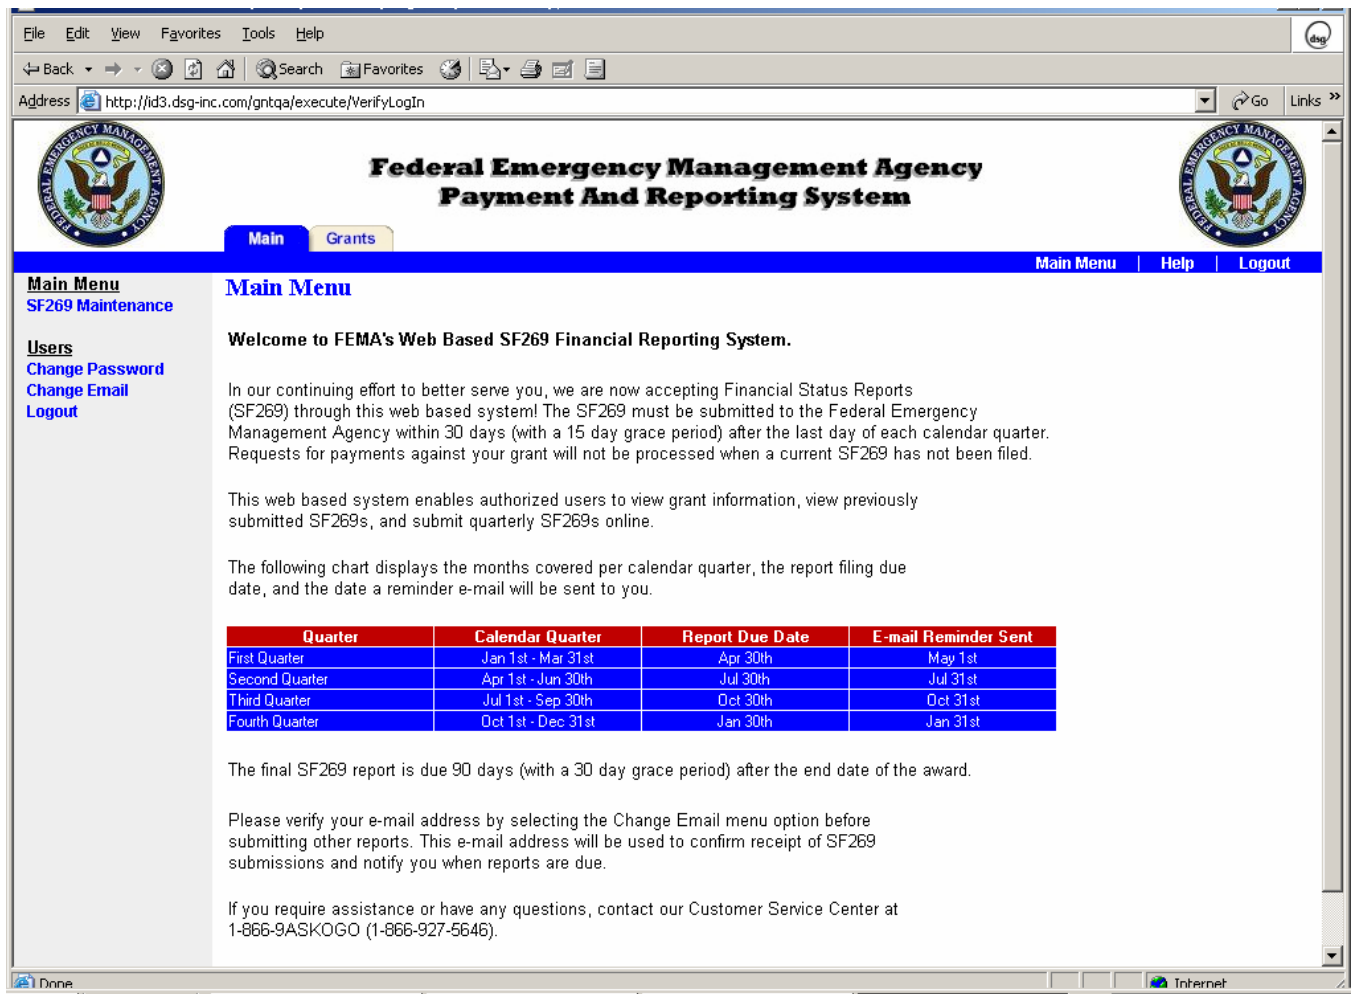 File Edit View Favorites Tools Help
dsg
Back Search Favorites
Address http://id3.dsg-inc.com/gntqa/execute/VerifyLogIn Go Links »
Federal Emergency Management Agency
Payment And Reporting System
FEDERAL EMERGENCY MANAGEMENT AGENCY
FEDERAL EMERGENCY MANAGEMENT AGENCY
Main Grants
Main Menu | Help | Logout
Main Menu
SF269 Maintenance
Users
Change Password
Change Email
Logout
Main Menu
Welcome to FEMA's Web Based SF269 Financial Reporting System.
In our continuing effort to better serve you, we are now accepting Financial Status Reports
(SF269) through this web based system! The SF269 must be submitted to the Federal Emergency
Management Agency within 30 days (with a 15 day grace period) after the last day of each calendar quarter.
Requests for payments against your grant will not be processed when a current SF269 has not been filed.
This web based system enables authorized users to view grant information, view previously
submitted SF269s, and submit quarterly SF269s online.
The following chart displays the months covered per calendar quarter, the report filing due
date, and the date a reminder e-mail will be sent to you.
Quarter Calendar Quarter Report Due Date E-mail Reminder Sent
First Quarter Jan 1st - Mar 31st Apr 30th May 1st
Second Quarter Apr 1st - Jun 30th Jul 30th Jul 31st
Third Quarter Jul 1st - Sep 30th Oct 30th Oct 31st
Fourth Quarter Oct 1st - Dec 31st Jan 30th Jan 31st
The final SF269 report is due 90 days (with a 30 day grace period) after the end date of the award.
Please verify your e-mail address by selecting the Change Email menu option before
submitting other reports. This e-mail address will be used to confirm receipt of SF269
submissions and notify you when reports are due.
If you require assistance or have any questions, contact our Customer Service Center at
1-866-9ASKOGO (1-866-927-5646).
Done Internet